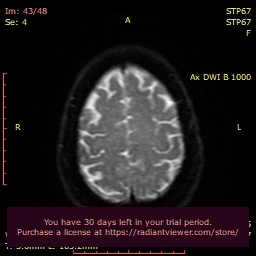 Im: 43/48
Se: 4
A
STP67
STP67
F
Ax DWI B 1000
R
L
You have 30 days left in your trial period.
Purchase a license at https://radiantviewer.com/store/